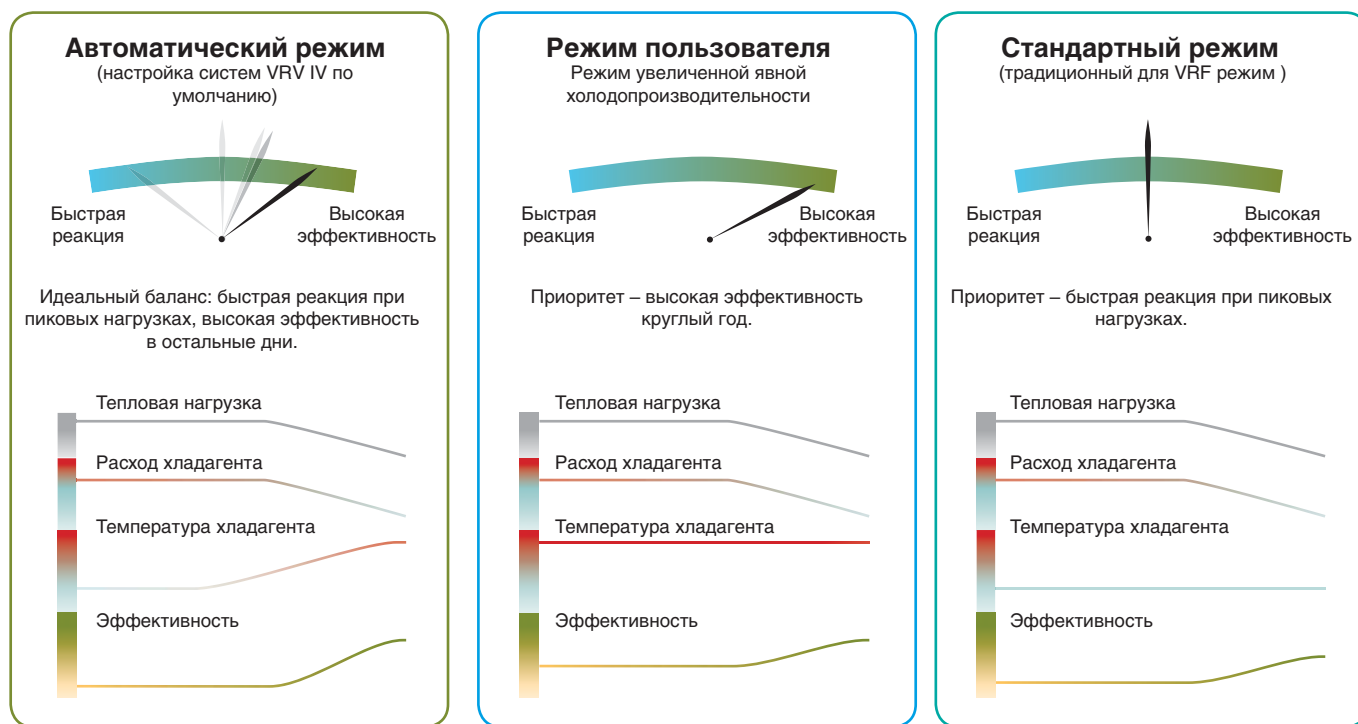 Автоматический режим
(настройка систем VRV IV по
умолчанию)
Быстрая
реакция
Высокая
эффективность
Идеальный баланс: быстрая реакция при
пиковых нагрузках, высокая эффективность
в остальные дни.
Тепловая нагрузка
Расход хладагента
Температура хладагента
Эффективность
Режим пользователя
Режим увеличенной явной
холодопроизводительности
Быстрая
реакция
Высокая
эффективность
Приоритет – высокая эффективность
круглый год.
Тепловая нагрузка
Расход хладагента
Температура хладагента
Эффективность
Стандартный режим
(традиционный для VRF режим )
Быстрая
реакция
Высокая
эффективность
Приоритет – быстрая реакция при пиковых
нагрузках.
Тепловая нагрузка
Расход хладагента
Температура хладагента
Эффективность